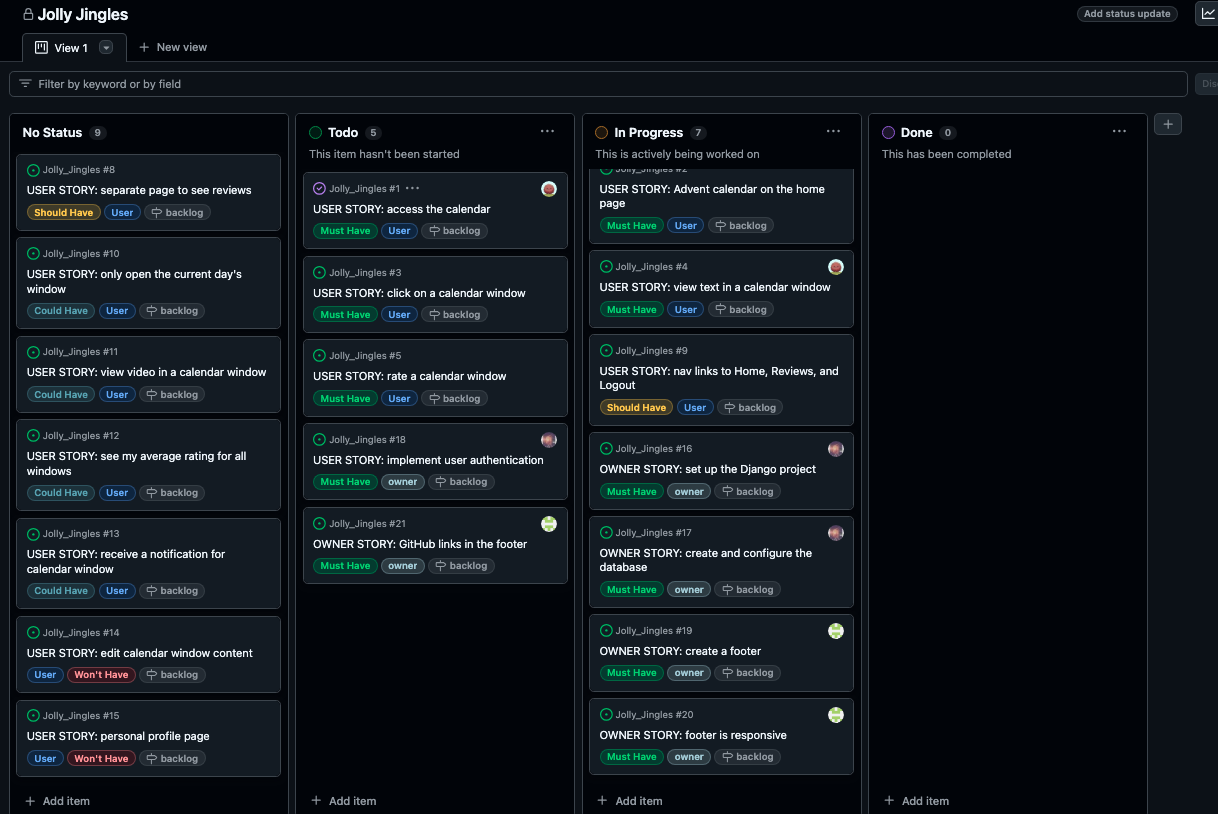 Jolly Jingles
Add status update
View 1
New view
Filter by keyword or by field
Dis
No Status 9
Jolly_Jingles #8
USER STORY: separate page to see reviews
Should Have User backlog
Jolly_Jingles #10
USER STORY: only open the current day's
window
Could Have User backlog
Jolly_Jingles #11
USER STORY: view video in a calendar window
Could Have User backlog
Jolly_Jingles #12
USER STORY: see my average rating for all
windows
Could Have User backlog
Jolly_Jingles #13
USER STORY: receive a notification for
calendar window
Could Have User backlog
Jolly_Jingles #14
USER STORY: edit calendar window content
User Won't Have backlog
Jolly_Jingles #15
USER STORY: personal profile page
User Won't Have backlog
Add item
Todo 5
This item hasn't been started
Jolly_Jingles #1
USER STORY: access the calendar
Must Have User backlog
Jolly_Jingles #3
USER STORY: click on a calendar window
Must Have User backlog
Jolly_Jingles #5
USER STORY: rate a calendar window
Must Have User backlog
Jolly_Jingles #18
USER STORY: implement user authentication
Must Have owner backlog
Jolly_Jingles #21
OWNER STORY: GitHub links in the footer
Must Have owner backlog
Add item
In Progress 7
This is actively being worked on
Jolly_Jingles #2
USER STORY: Advent calendar on the home
page
Must Have User backlog
Jolly_Jingles #4
USER STORY: view text in a calendar window
Must Have User backlog
Jolly_Jingles #9
USER STORY: nav links to Home, Reviews, and
Logout
Should Have User backlog
Jolly_Jingles #16
OWNER STORY: set up the Django project
Must Have owner backlog
Jolly_Jingles #17
OWNER STORY: create and configure the
database
Must Have owner backlog
Jolly_Jingles #19
OWNER STORY: create a footer
Must Have owner backlog
Jolly_Jingles #20
OWNER STORY: footer is responsive
Must Have owner backlog
Add item
Done 0
This has been completed
Add item